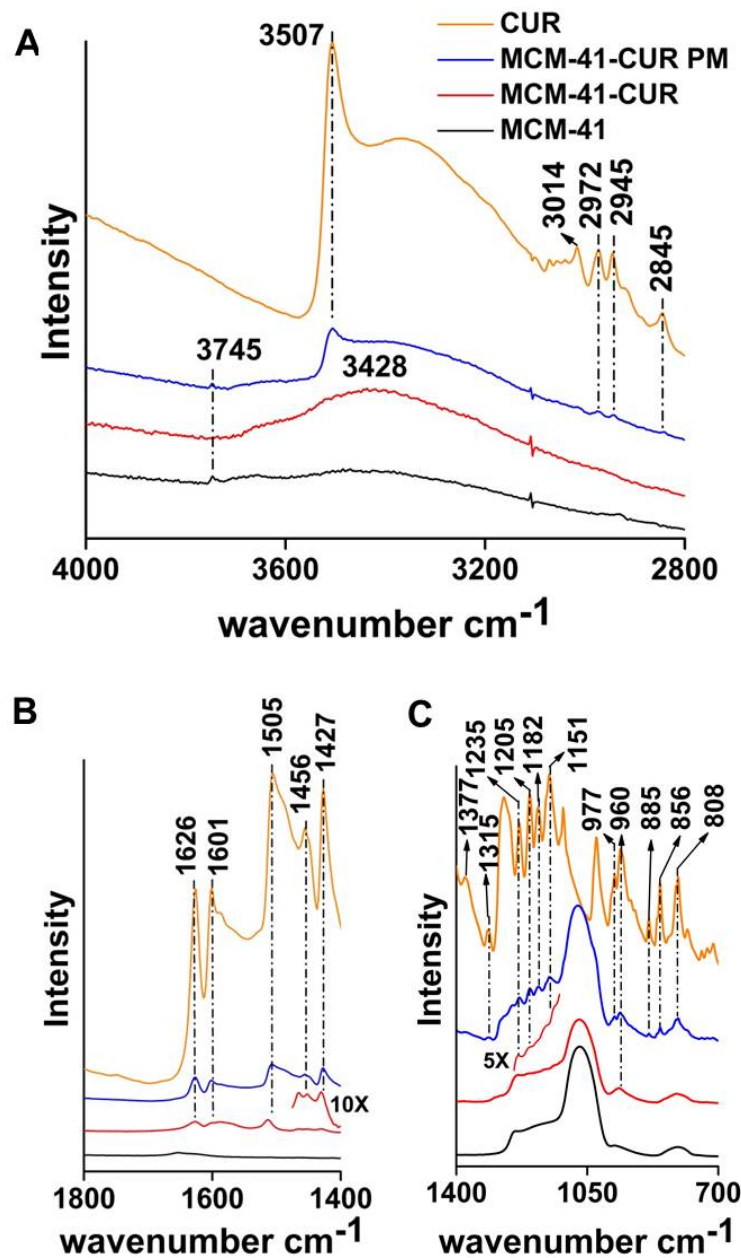 A
3507
CUR
MCM-41-CUR PM
MCM-41-CUR
MCM-41
3014
2972
2945
2845
3745
3428
Intensity
4000
3600
3200
2800
wavenumber cm-1
B
1626
1601
1505
1456
1427
10X
Intensity
1800
1600
1400
wavenumber cm-1
C
1377
1315
1235
1205
1182
1151
977
960
885
856
808
5X
Intensity
1400
1050
700
wavenumber cm-1